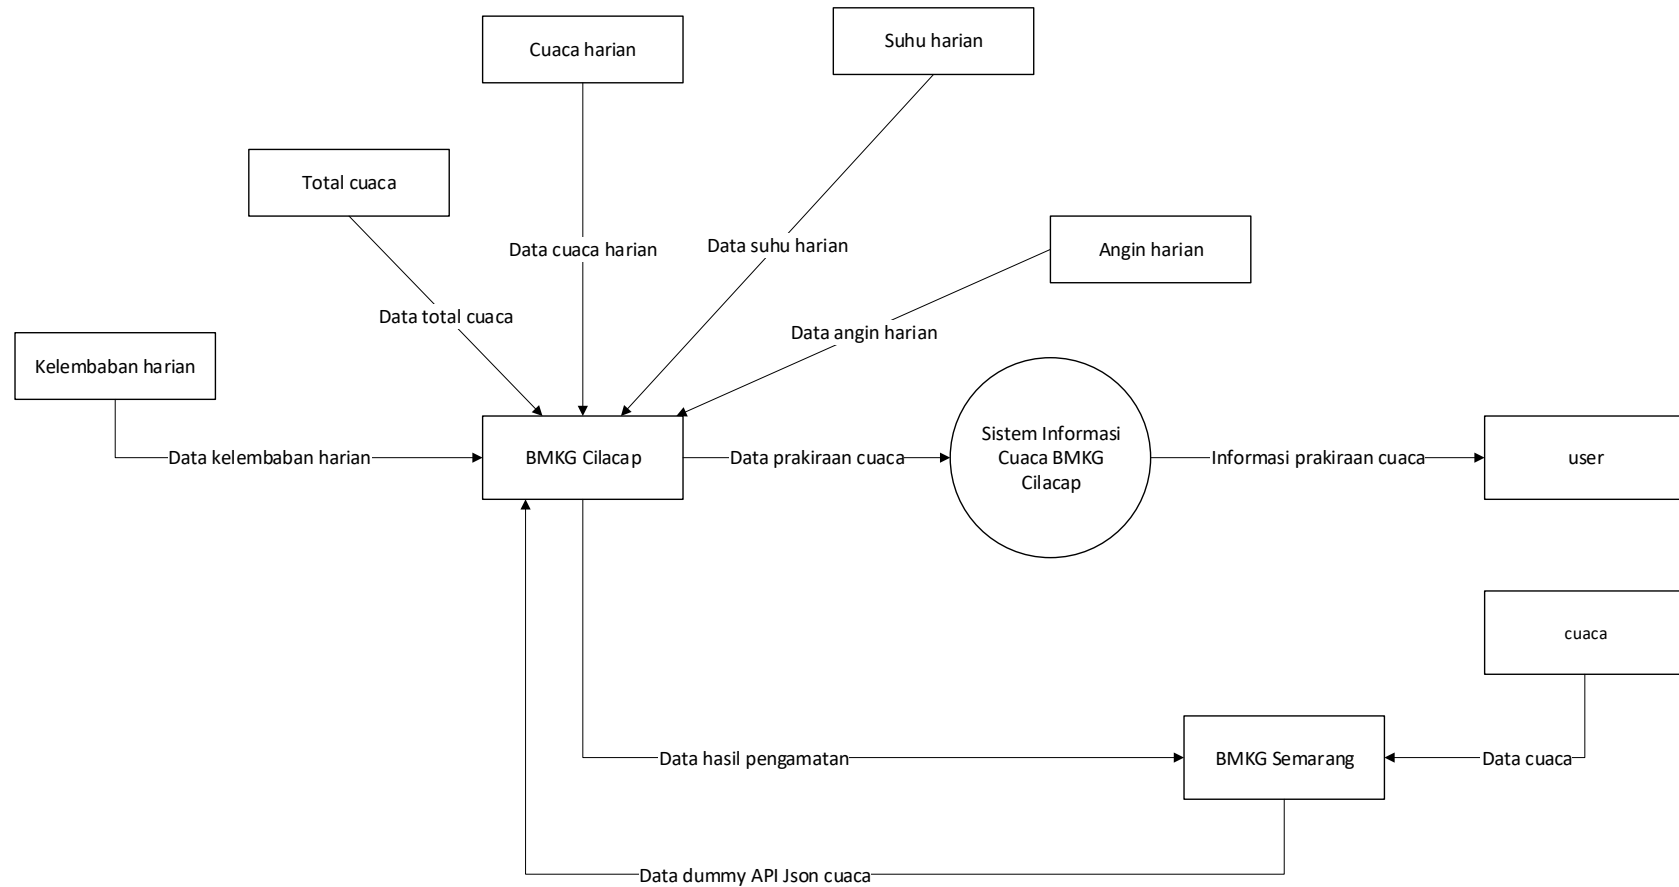 Cuaca harian
Suhu harian
Total cuaca
Data cuaca harian
Data suhu harian
Angin harian
Data total cuaca
Data angin harian
Kelembaban harian
Data kelembaban harian
BMKG Cilacap
Data prakiraan cuaca
Sistem Informasi
Cuaca BMKG
Cilacap
Informasi prakiraan cuaca
user
cuaca
Data hasil pengamatan
BMKG Semarang
Data cuaca
Data dummy API Json cuaca